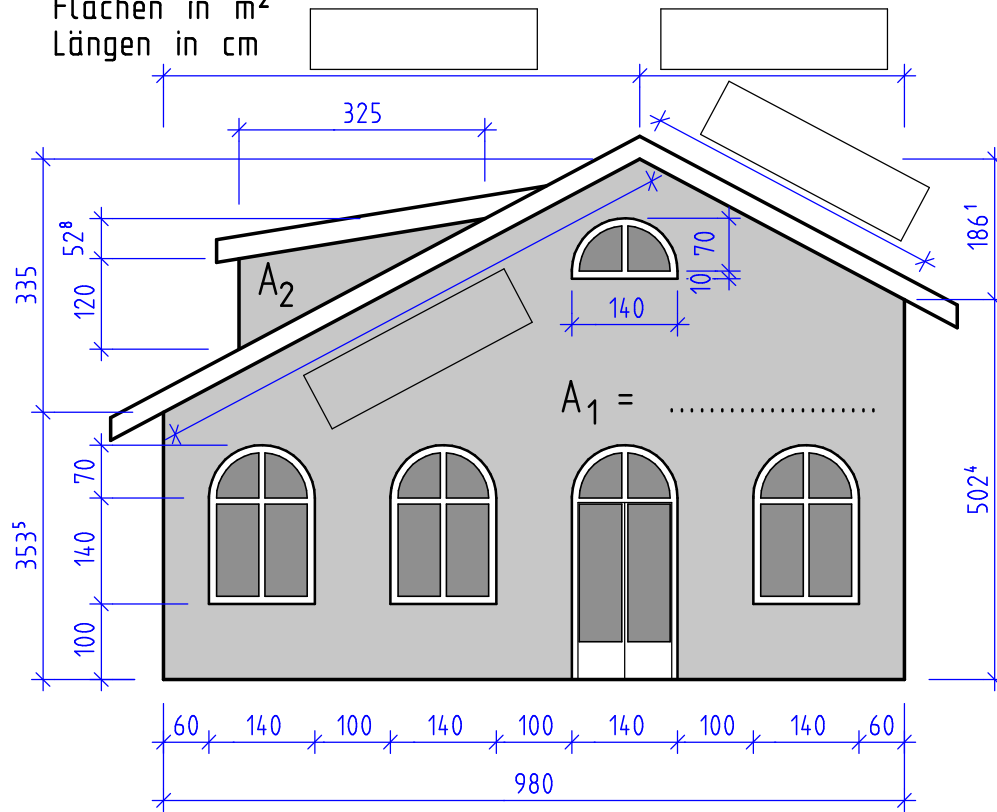 Flächen in m²
Längen in cm
325
52⁸
335
120
A₂
70
10
140
186¹
A₁ = ....................................
70
140
100
353⁵
502⁴
60 140 100 140 100 140 100 140 60
980